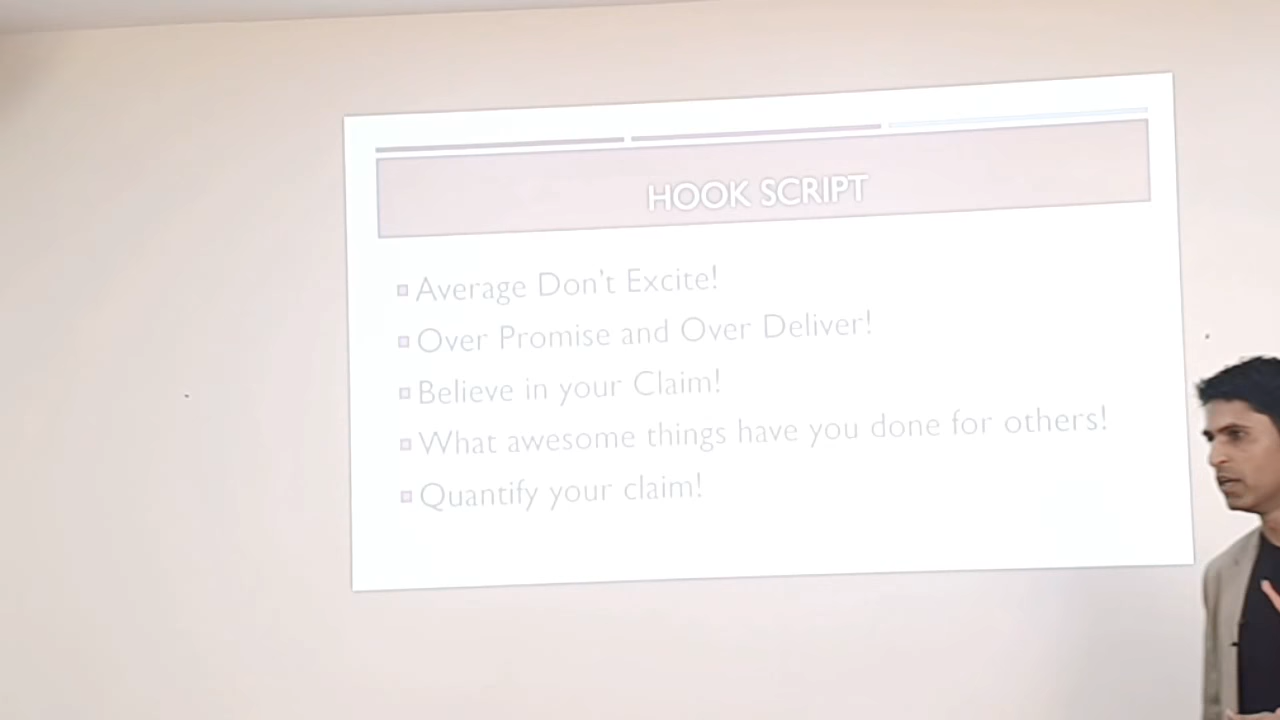 HOOK SCRIPT
Average Don't Excite!
Over Promise and Over Deliver!
Believe in your Claim!
What awesome things have you done for others!
Quantify your claim!